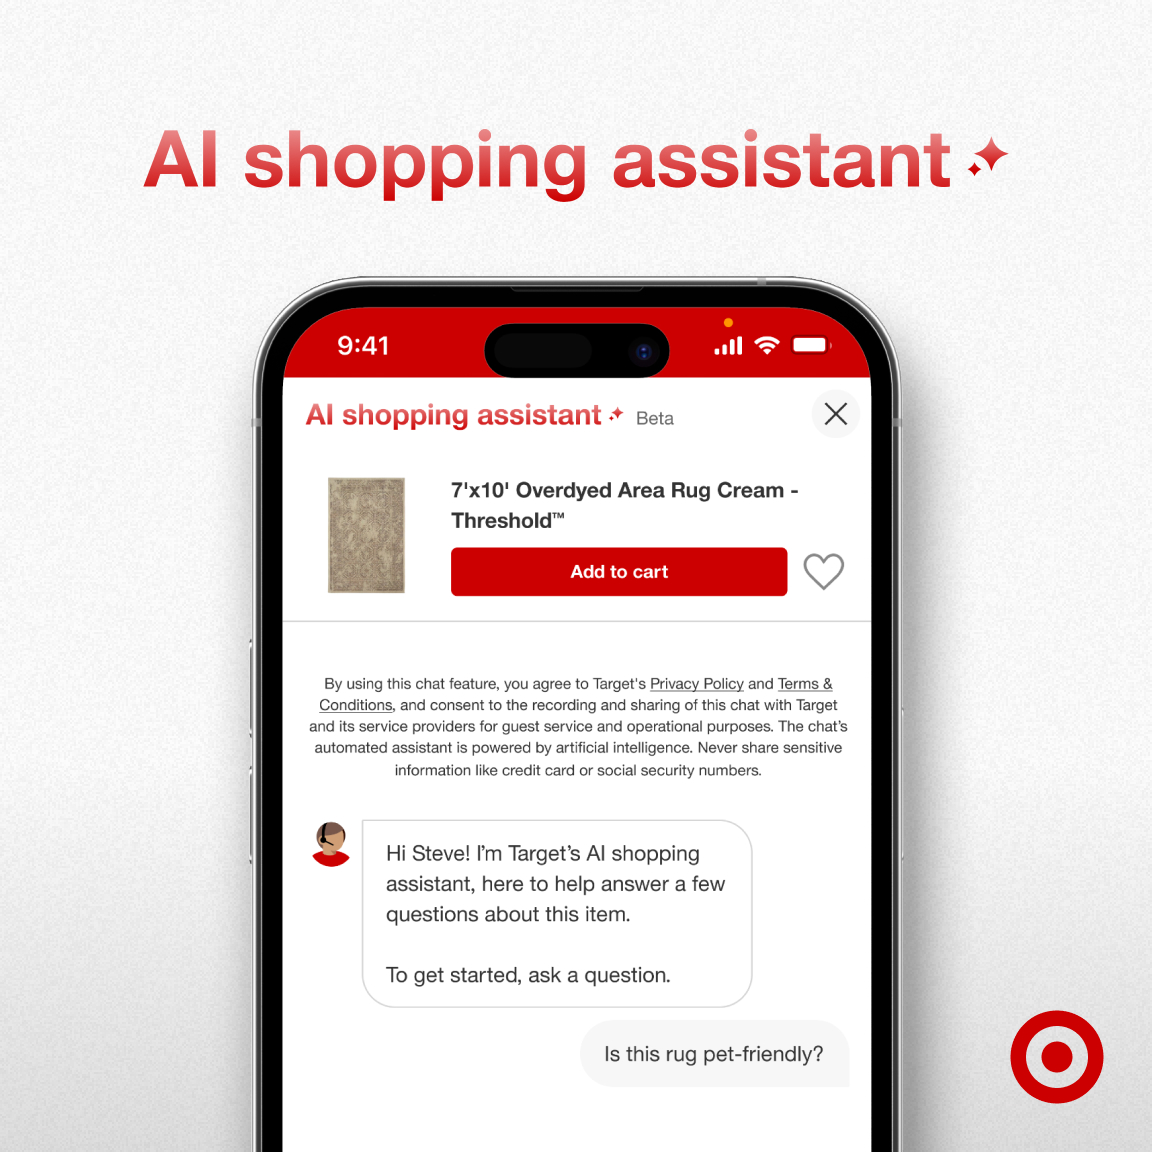 AI shopping assistant
9:41
AI shopping assistant Beta
7'x10' Overdyed Area Rug Cream -
Threshold™
Add to cart
By using this chat feature, you agree to Target's Privacy Policy and Terms &
Conditions, and consent to the recording and sharing of this chat with Target
and its service providers for guest service and operational purposes. The chat’s
automated assistant is powered by artificial intelligence. Never share sensitive
information like credit card or social security numbers.
Hi Steve! I’m Target’s AI shopping
assistant, here to help answer a few
questions about this item.
To get started, ask a question.
Is this rug pet-friendly?